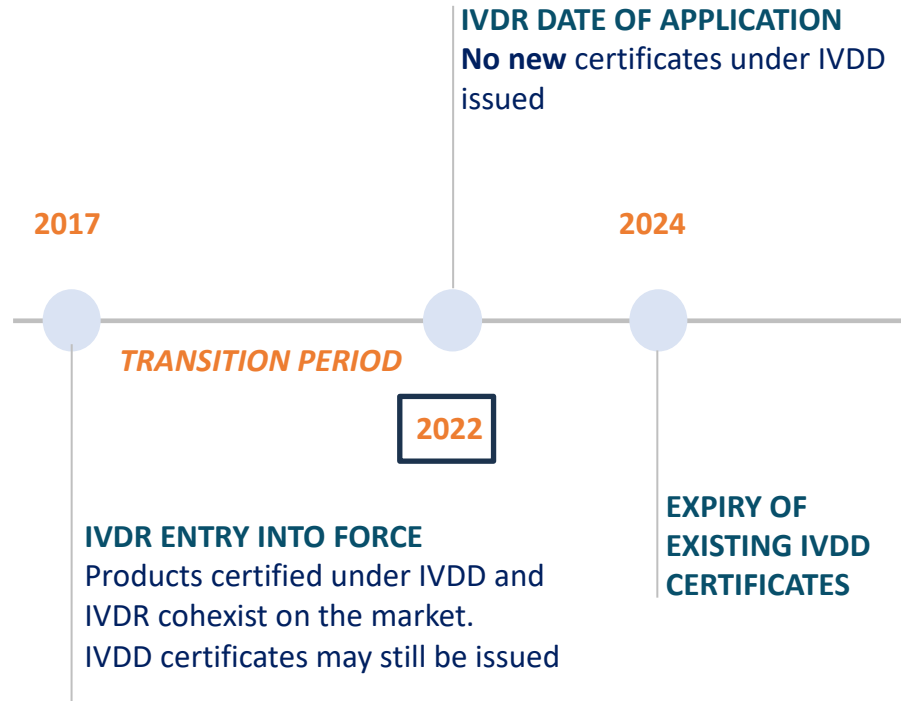 IVDR DATE OF APPLICATION
No new certificates under IVDD
issued
2017
2024
TRANSITION PERIOD
2022
IVDR ENTRY INTO FORCE
Products certified under IVDD and
IVDR cohexist on the market.
IVDD certificates may still be issued
EXPIRY OF
EXISTING IVDD
CERTIFICATES